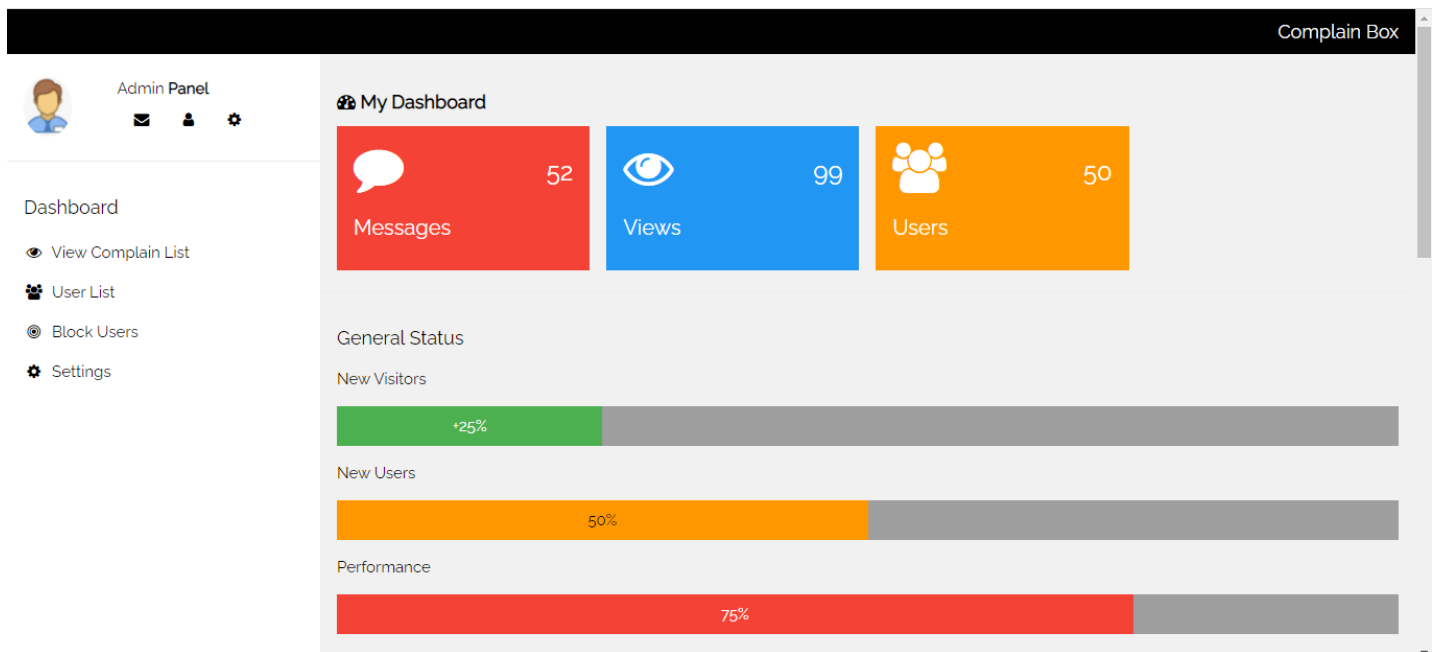 Complain Box
Admin Panel
Dashboard
View Complain List
User List
Block Users
Settings
My Dashboard
52
Messages
99
Views
50
Users
General Status
New Visitors
+25%
New Users
50%
Performance
75%